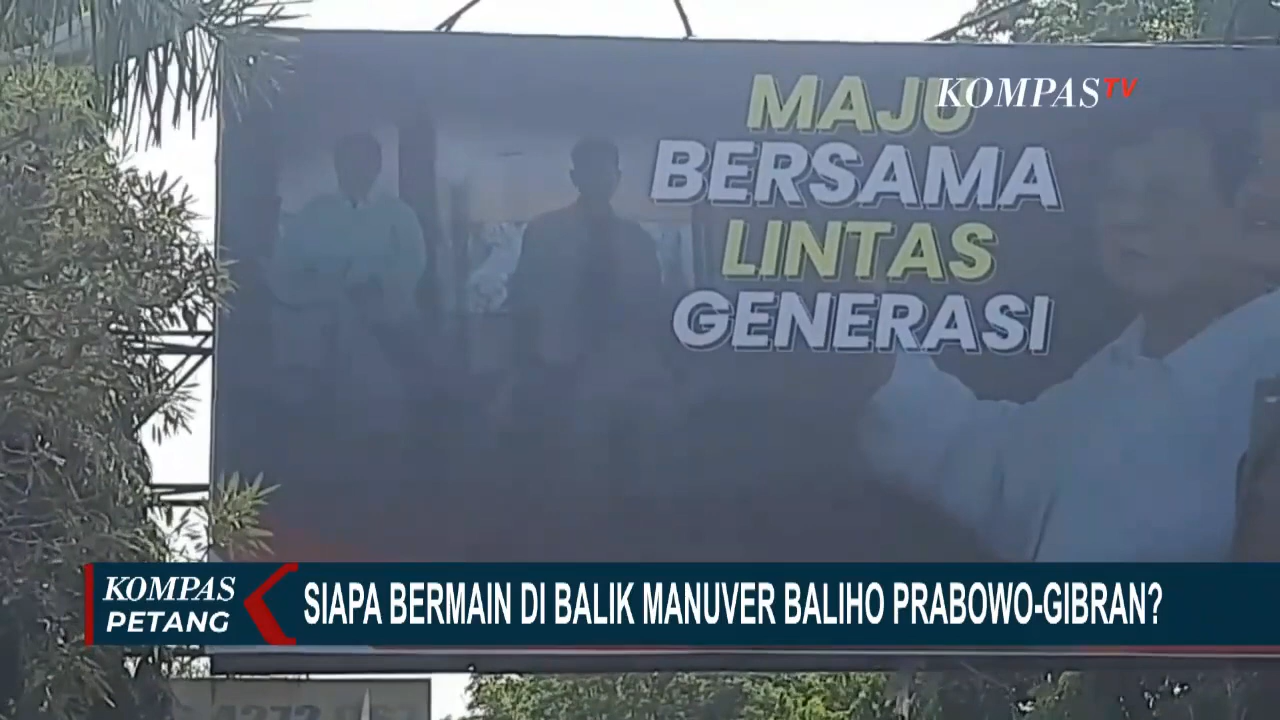 KOMPASTV
MAJU
BERSAMA
LINTAS
GENERASI
KOMPAS
PETANG
SIAPA BERMAIN DI BALIK MANUVER BALIHO PRABOWO-GIBRAN?